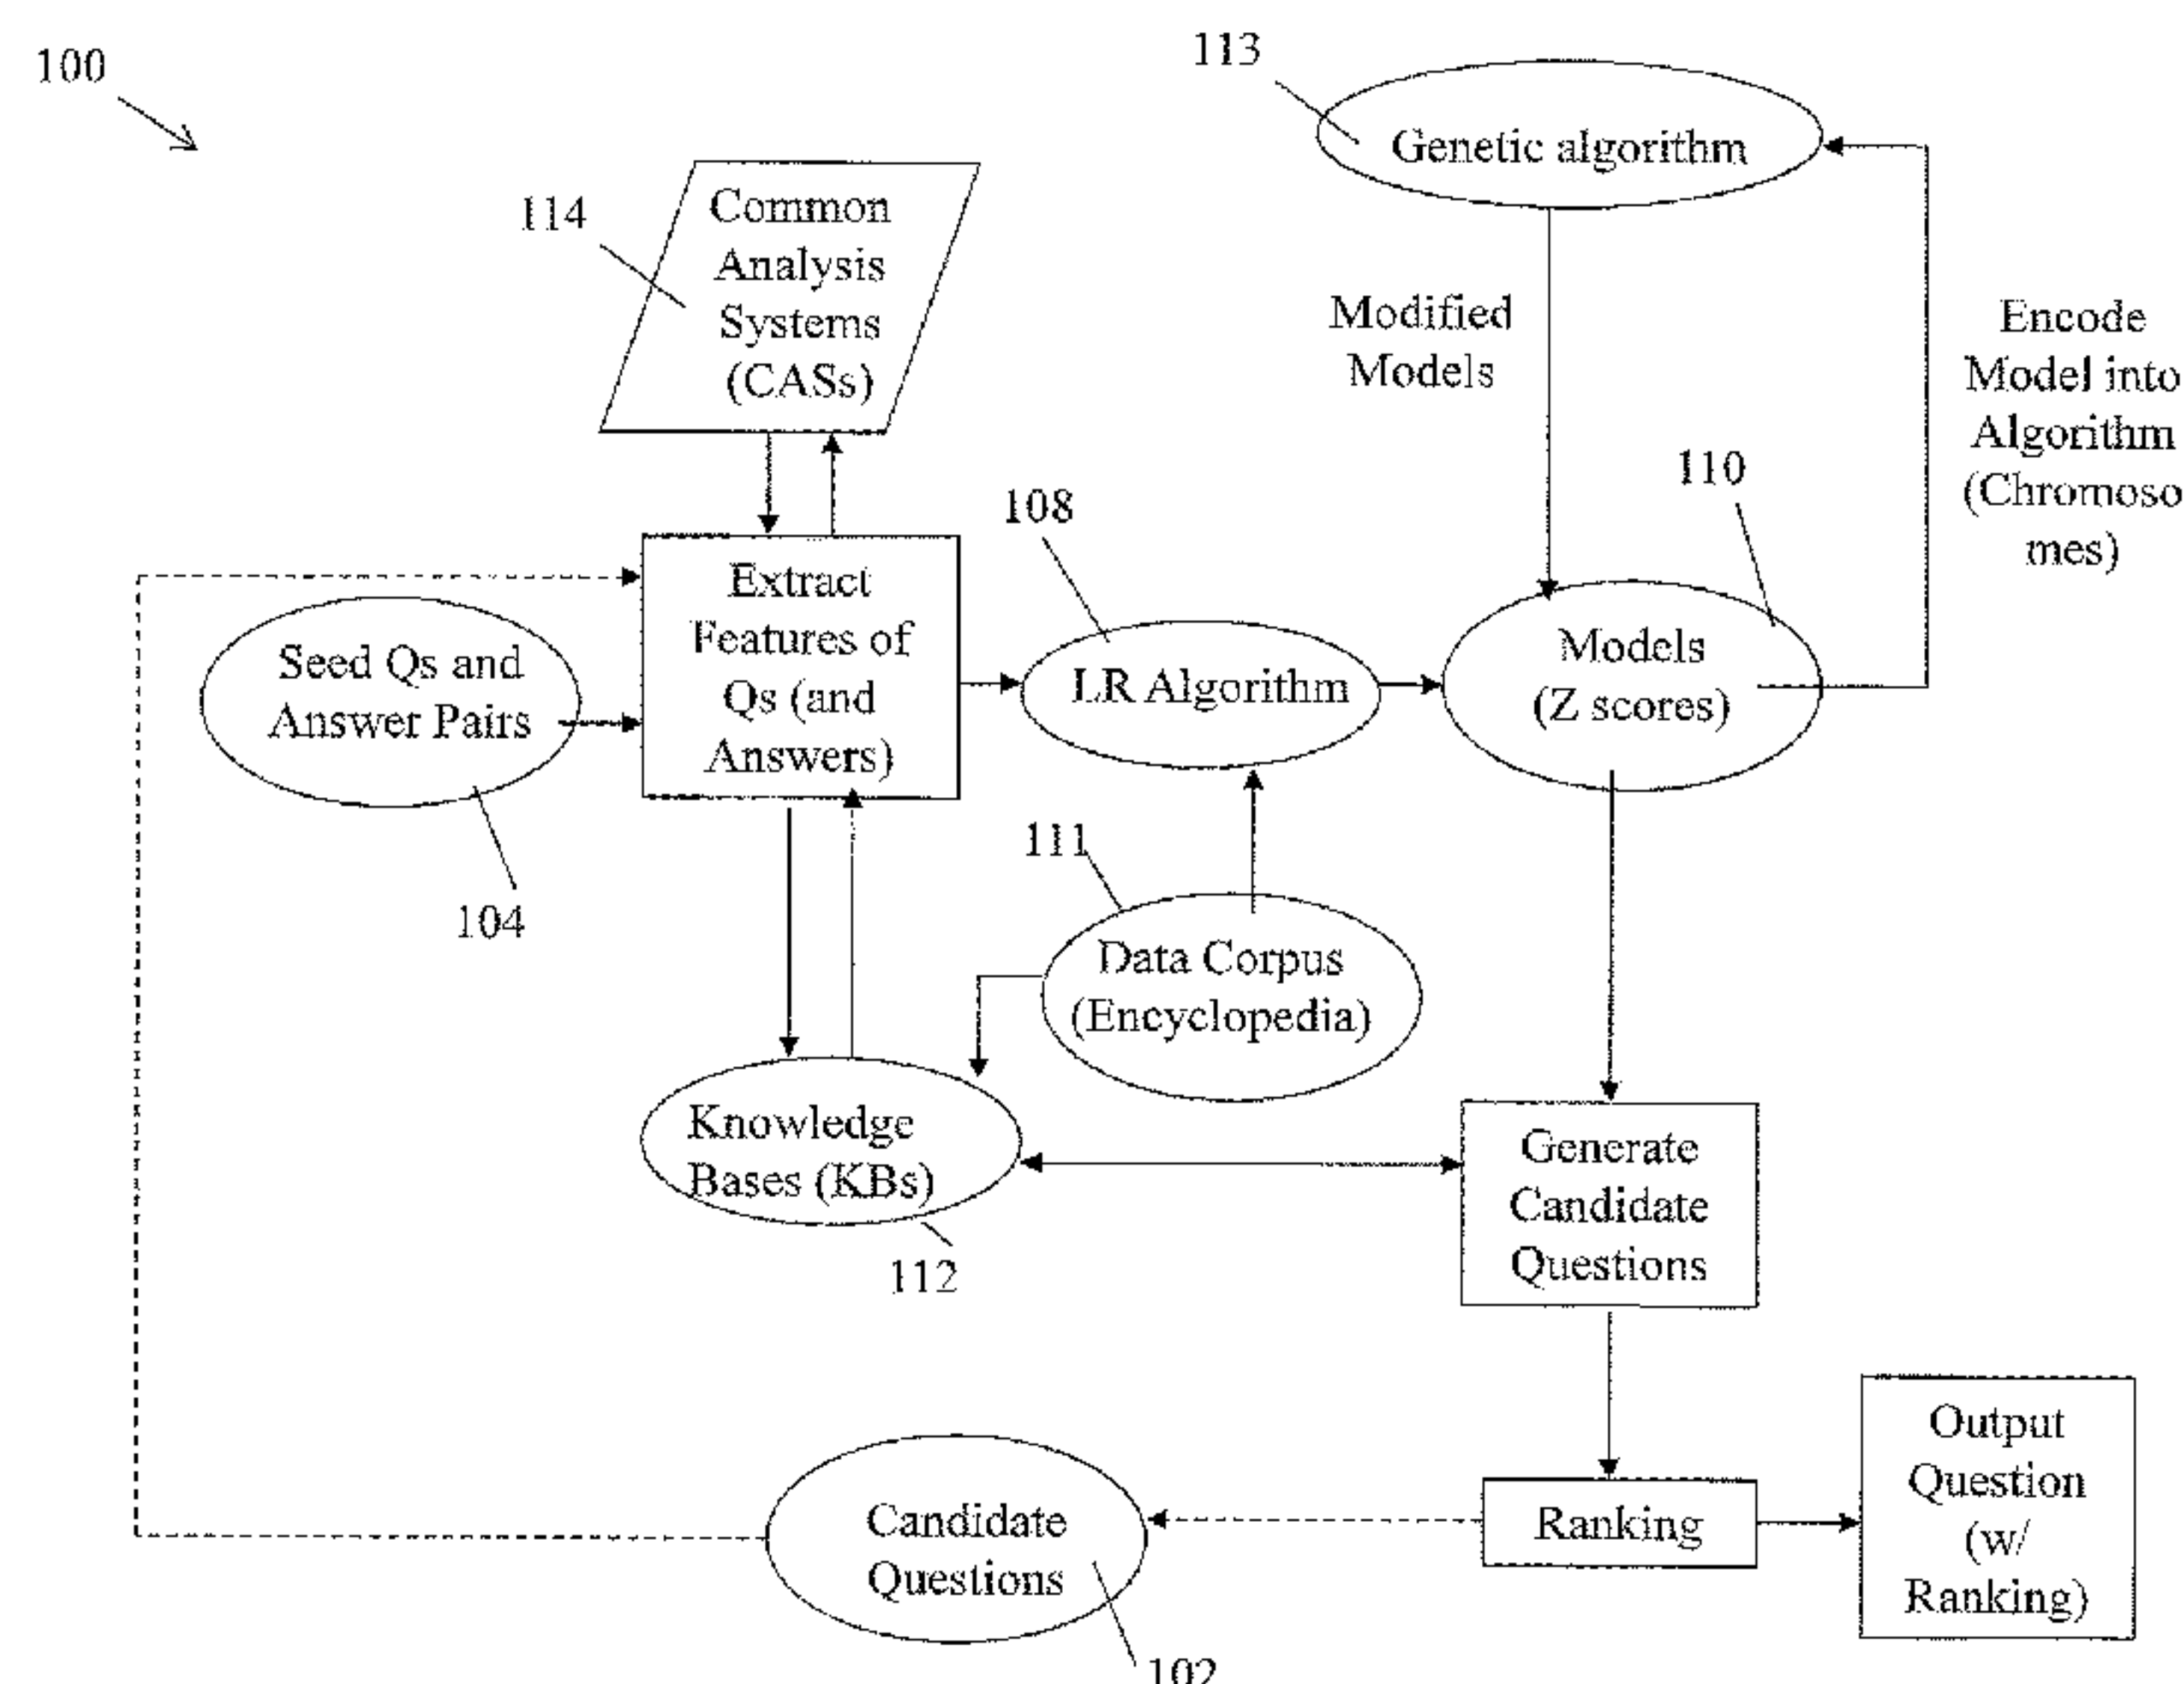 100
113
Genetic algorithm
114
Common
Analysis
Systems
(CASs)
Modified
Models
Encode
Model into
Algorithm
(Chromoso
mes)
110
108
Extract
Features of
Qs (and
Answers)
Seed Qs and
Answer Pairs
104
LR Algorithm
Models
(Z scores)
111
Data Corpus
(Encyclopedia)
Knowledge
Bases (KBs)
112
Generate
Candidate
Questions
Candidate
Questions
102
Ranking
Output
Question
(w/
Ranking)